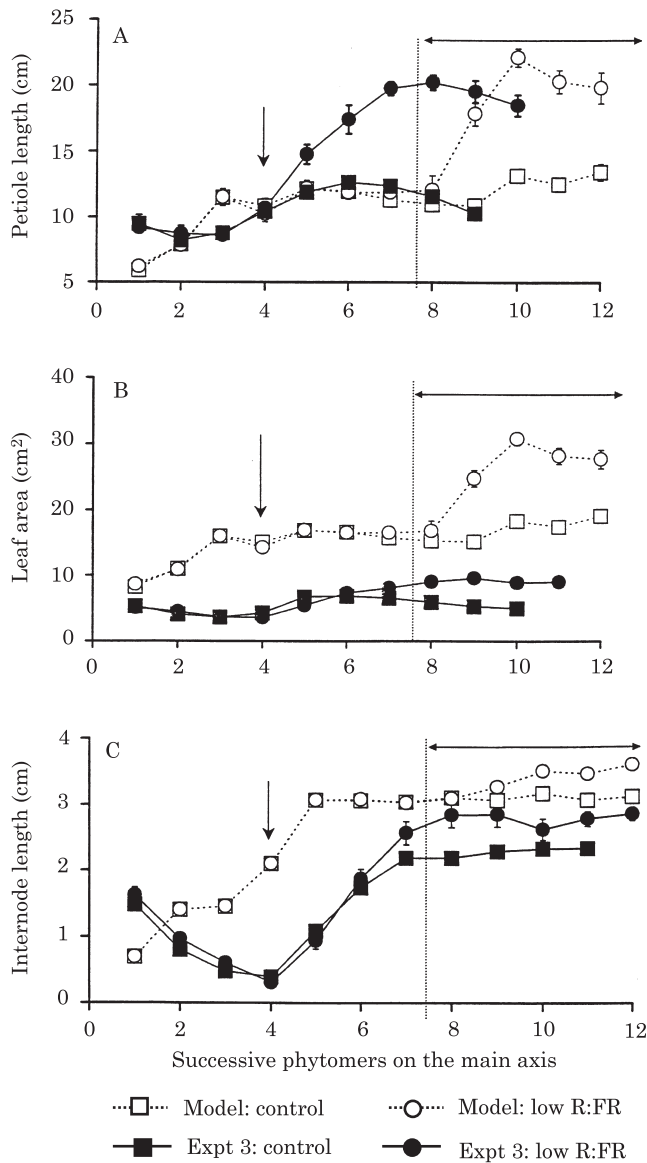 A
25
20
15
10
5
Petiole length (cm)
0 2 4 6 8 10 12
B
40
30
20
10
0
Leaf area (cm²)
0 2 4 6 8 10 12
C
4
3
2
1
0
Internode length (cm)
0 2 4 6 8 10 12
Successive phytomers on the main axis
Model: control Model: low R:FR
Expt 3: control Expt 3: low R:FR